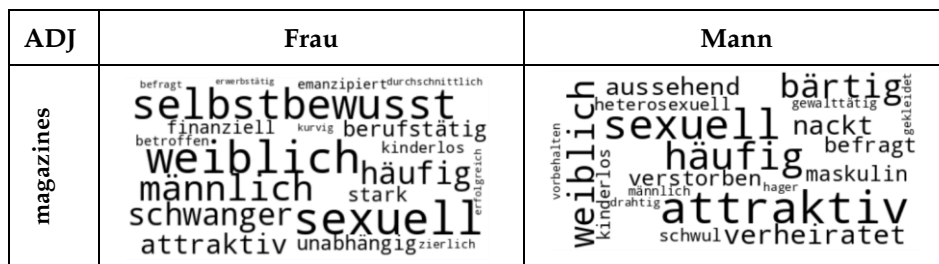 ADJ Frau Mann
magazines
befragt erwerbstätig emanzipiert durchschnittlich
selbstbewusst
finanziell kurvig berufstätig
betroffen kinderlos
weiblich häufig
männlich stark erfolgreich
schwanger sexuell
attraktiv unabhängig zierlich
vorbehalten weiblich aussehend bärtig
heterosexuell gewalttätig gekleidet
sexuell nackt
häufig befragt
kinderlos verstorben maskulin
männlich hager
drahtig attraktiv
schwul verheiratet